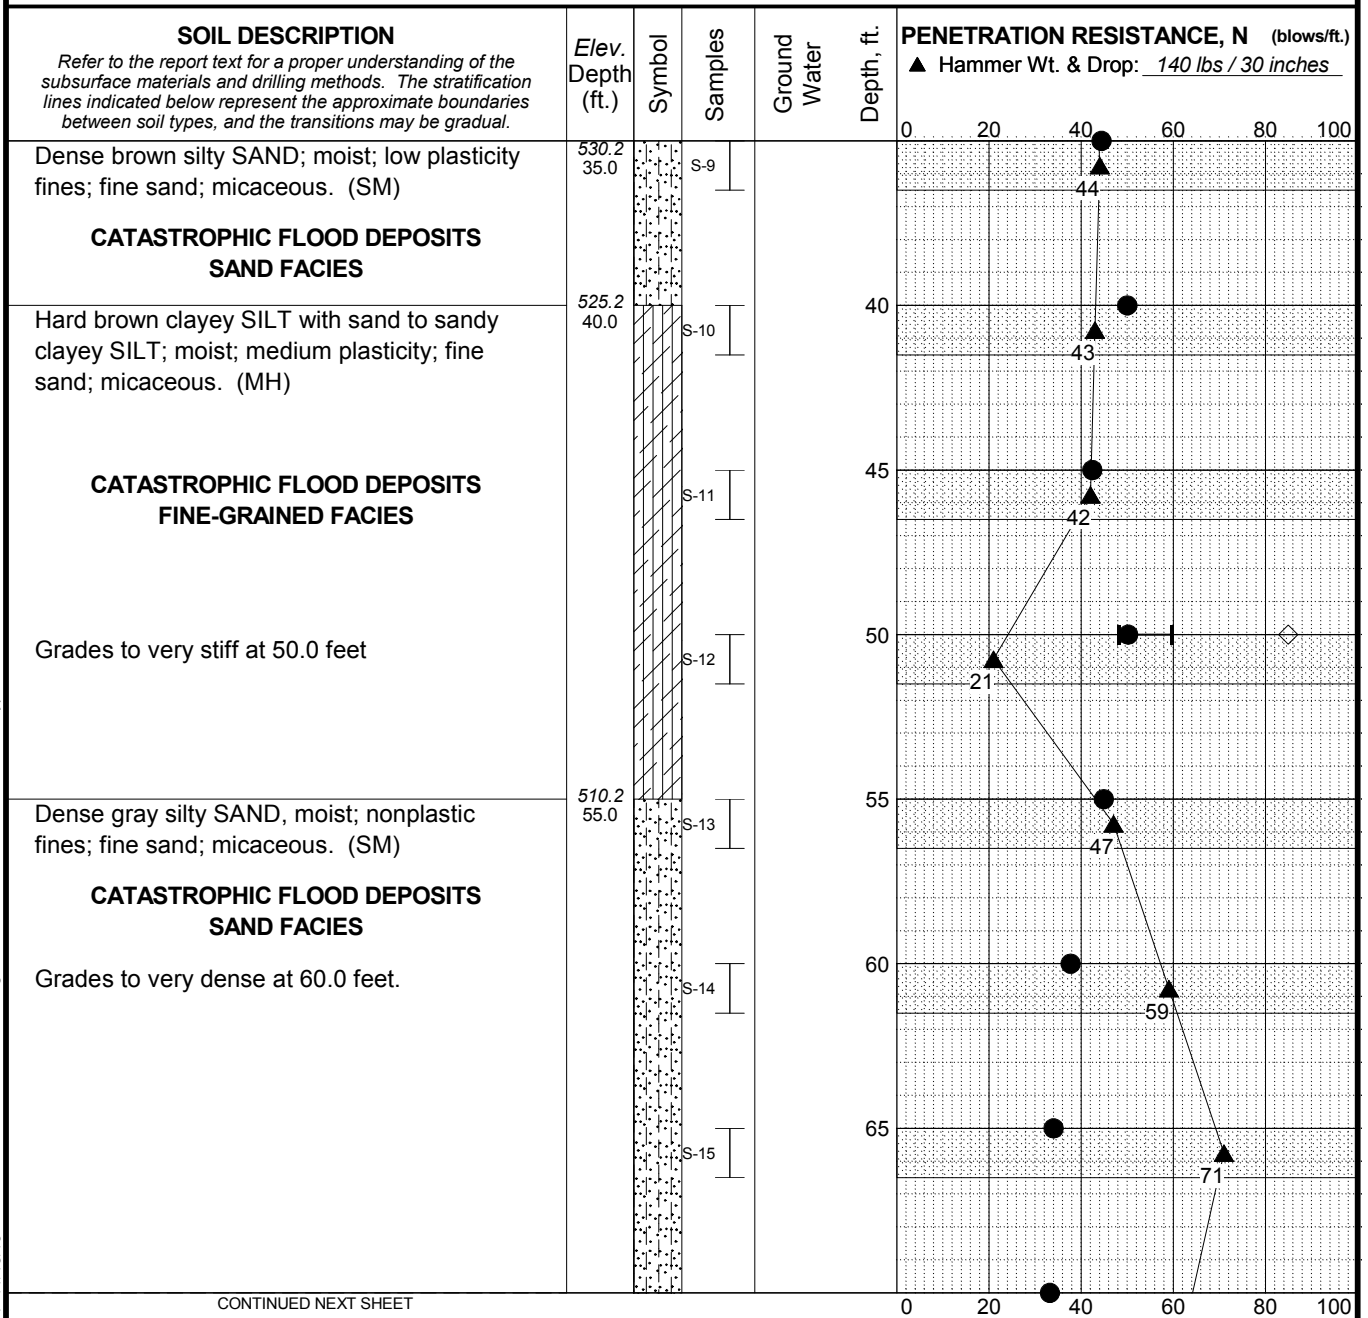 SOIL DESCRIPTION
Refer to the report text for a proper understanding of the
subsurface materials and drilling methods. The stratification
lines indicated below represent the approximate boundaries
between soil types, and the transitions may be gradual.
Elev.
Depth
(ft.)
Symbol
Samples
Ground
Water
Depth, ft.
PENETRATION RESISTANCE, N (blows/ft.)
▲ Hammer Wt. & Drop: 140 lbs / 30 inches
0 20 40 60 80 100
Dense brown silty SAND; moist; low plasticity
fines; fine sand; micaceous. (SM)
530.2
35.0
S-9
44
CATASTROPHIC FLOOD DEPOSITS
SAND FACIES
Hard brown clayey SILT with sand to sandy
clayey SILT; moist; medium plasticity; fine
sand; micaceous. (MH)
525.2
40.0
S-10
40
43
CATASTROPHIC FLOOD DEPOSITS
FINE-GRAINED FACIES
S-11
45
42
Grades to very stiff at 50.0 feet
S-12
50
21
Dense gray silty SAND, moist; nonplastic
fines; fine sand; micaceous. (SM)
510.2
55.0
S-13
55
47
CATASTROPHIC FLOOD DEPOSITS
SAND FACIES
Grades to very dense at 60.0 feet.
S-14
60
59
S-15
65
71
CONTINUED NEXT SHEET
0 20 40 60 80 100